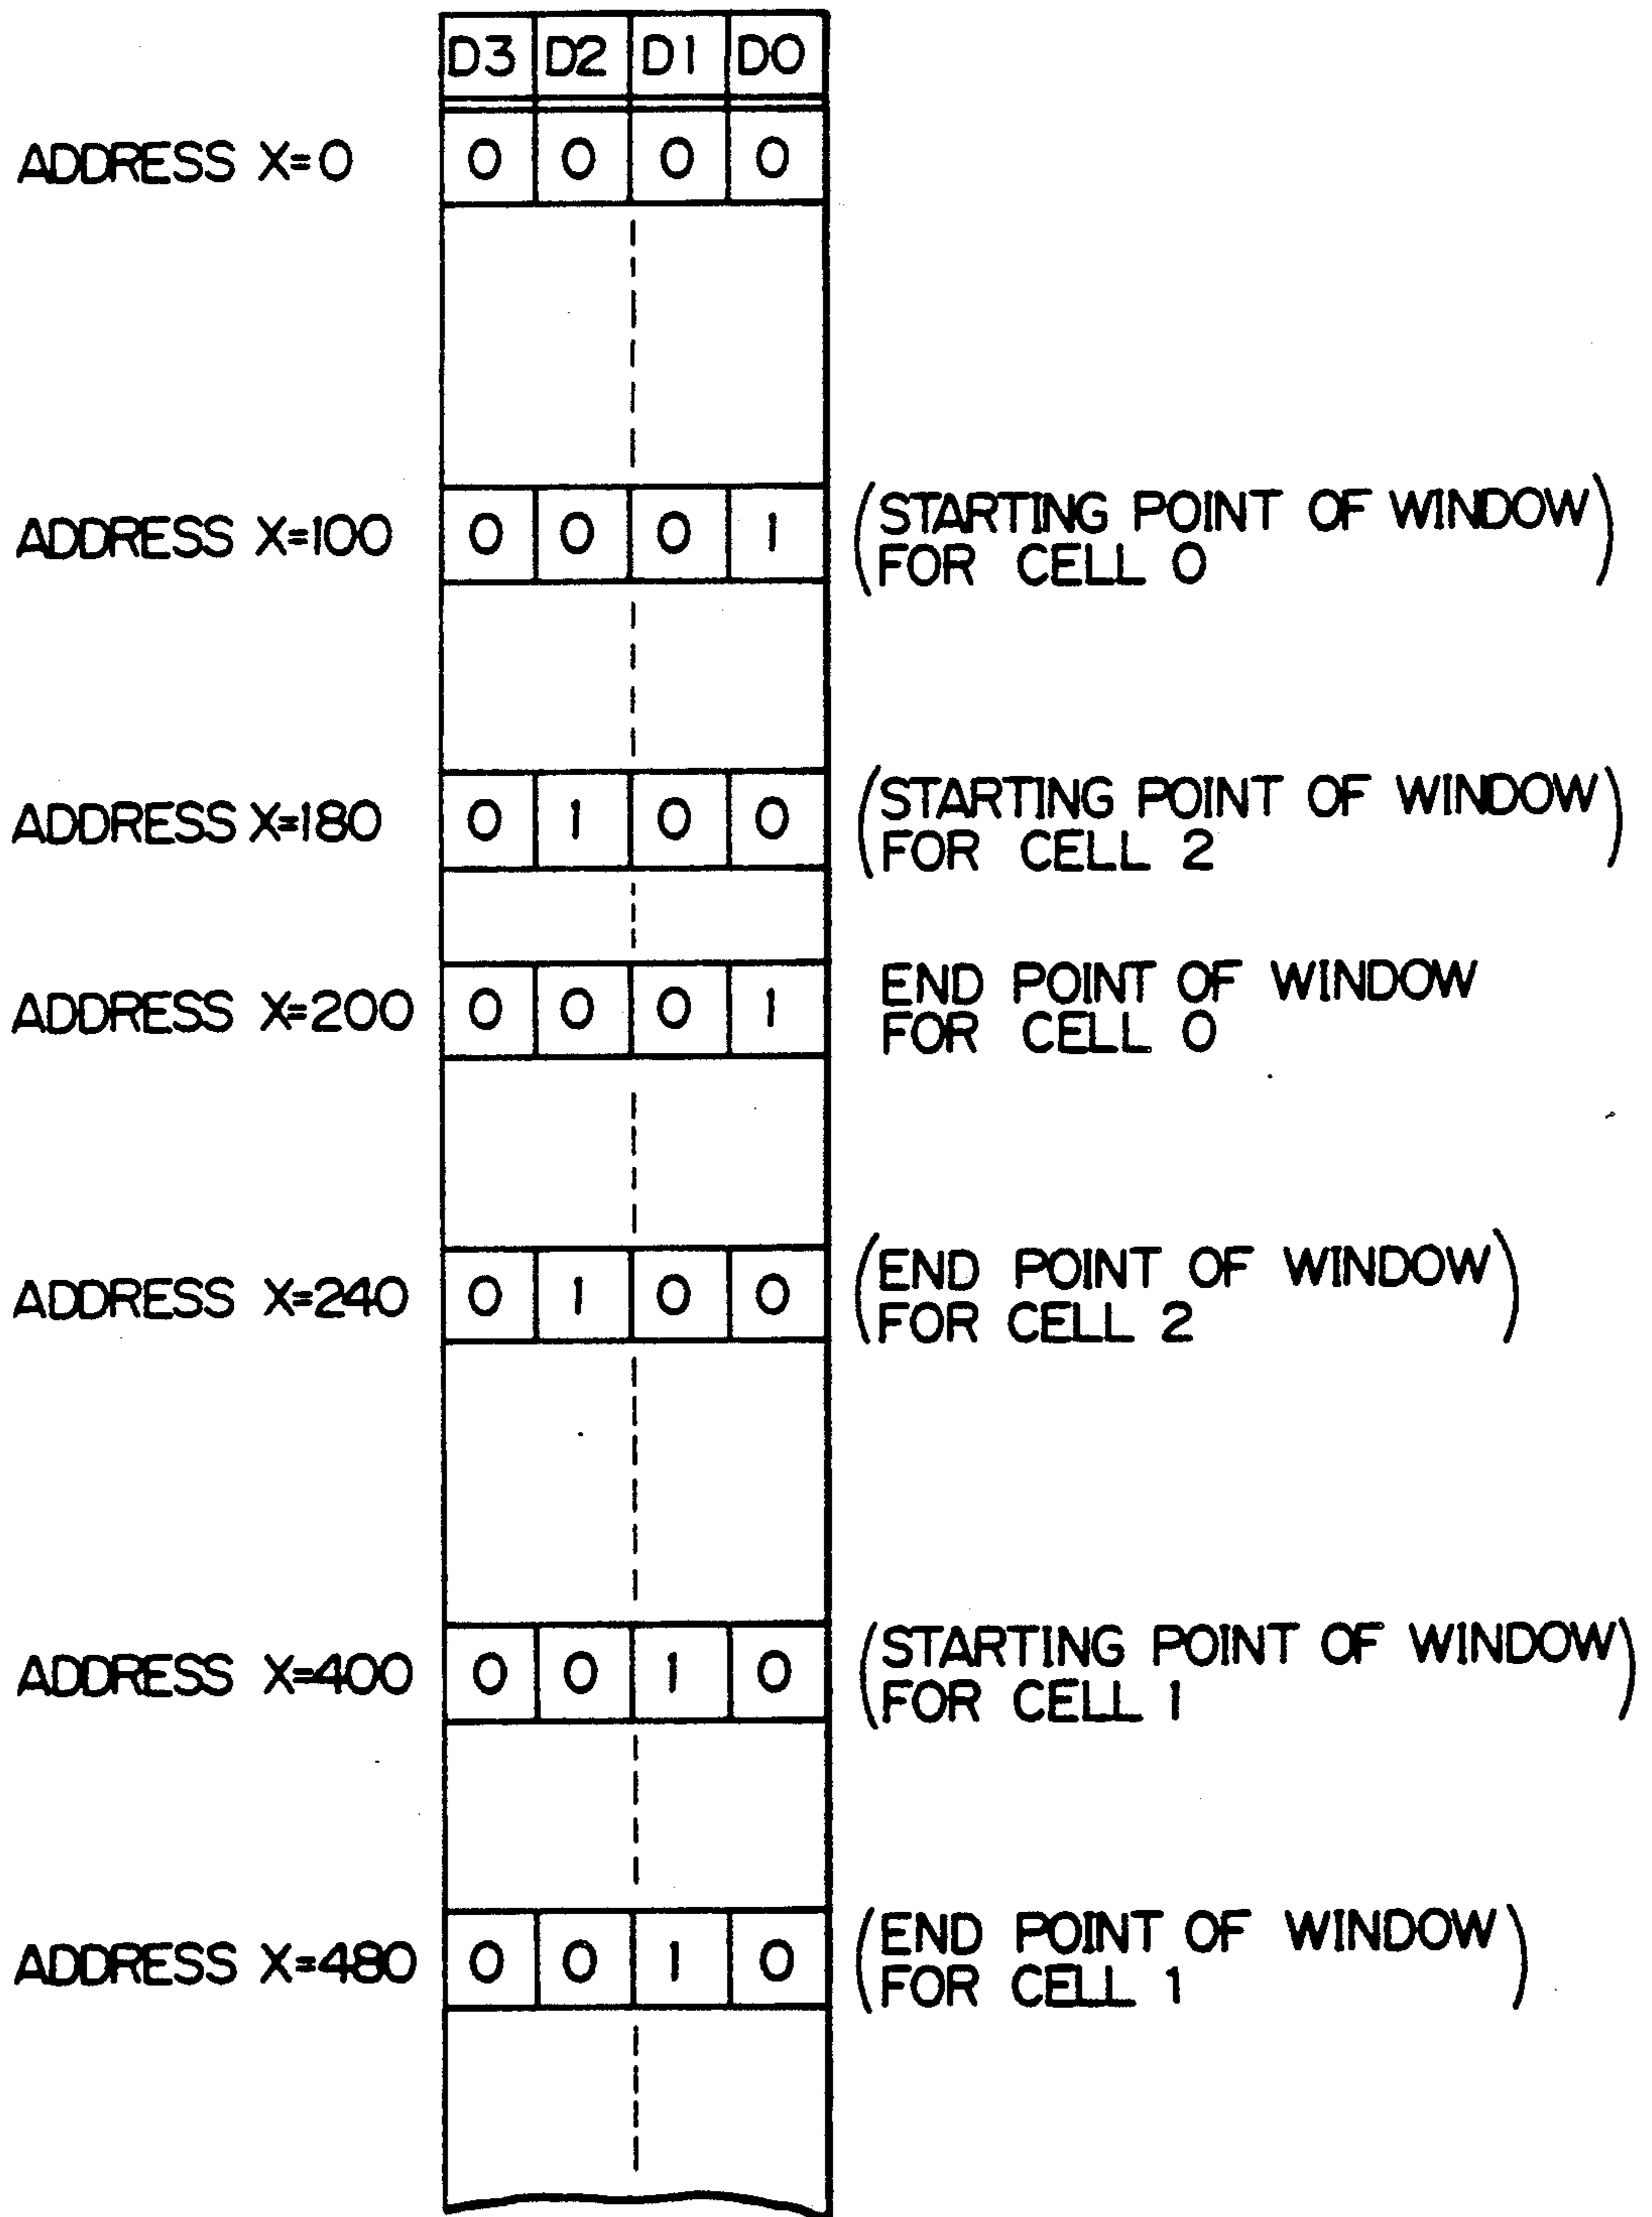 D3 D2 D1 D0
ADDRESS X=0 0 0 0 0
ADDRESS X=100 0 0 0 1 (STARTING POINT OF WINDOW
FOR CELL 0)
ADDRESS X=180 0 1 0 0 (STARTING POINT OF WINDOW
FOR CELL 2)
ADDRESS X=200 0 0 0 1 END POINT OF WINDOW
FOR CELL 0
ADDRESS X=240 0 1 0 0 (END POINT OF WINDOW
FOR CELL 2)
ADDRESS X=400 0 0 1 0 (STARTING POINT OF WINDOW
FOR CELL 1)
ADDRESS X=480 0 0 1 0 (END POINT OF WINDOW
FOR CELL 1)